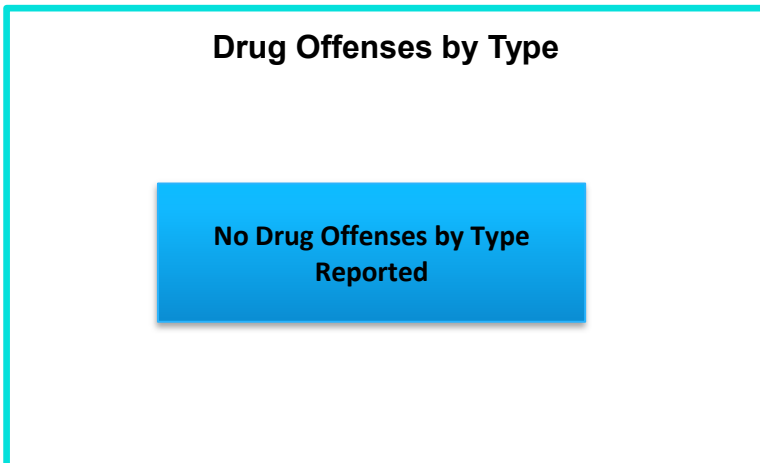 Drug Offenses by Type
No Drug Offenses by Type
Reported